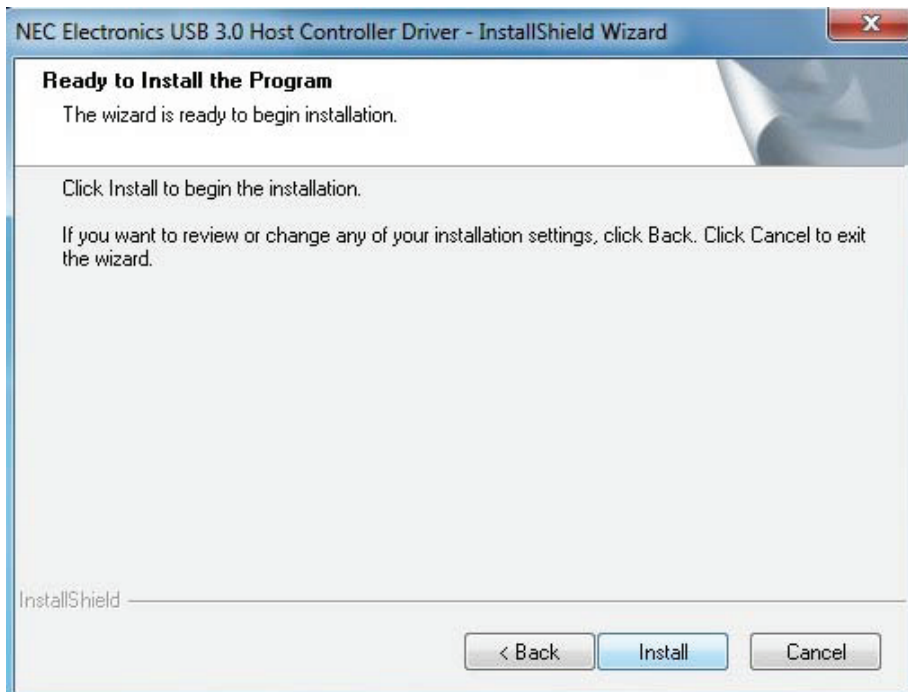 NEC Electronics USB 3.0 Host Controller Driver - InstallShield Wizard
Ready to Install the Program
The wizard is ready to begin installation.
Click Install to begin the installation.
If you want to review or change any of your installation settings, click Back. Click Cancel to exit
the wizard.
InstallShield
< Back Install Cancel